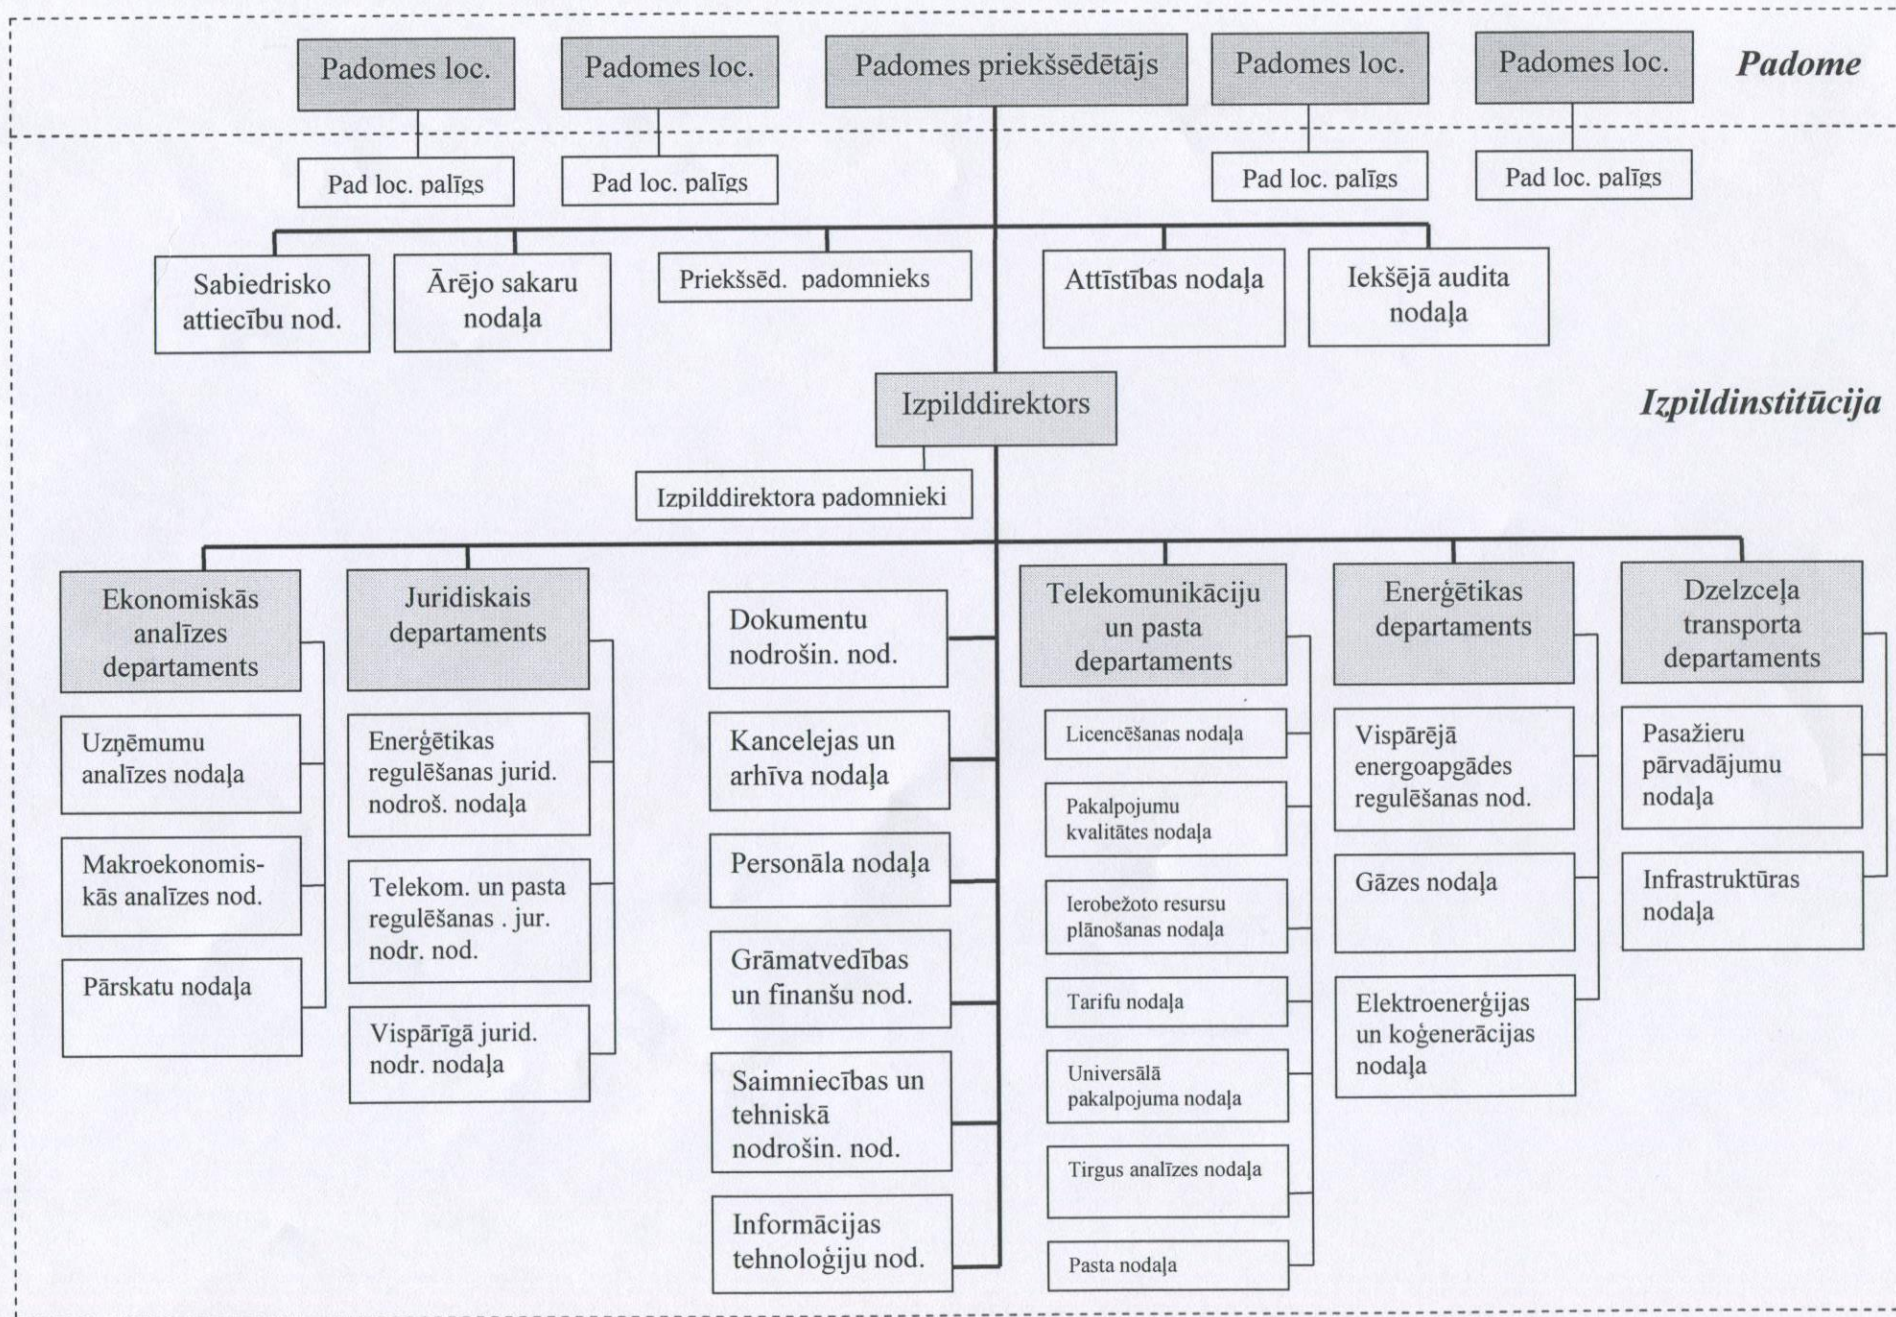 Padomes loc.
Padomes loc.
Padomes priekšsēdētājs
Padomes loc.
Padomes loc.
Padome
Pad loc. palīgs
Pad loc. palīgs
Pad loc. palīgs
Pad loc. palīgs
Sabiedrisko
attiecību nod.
Ārējo sakaru
nodaļa
Priekšsēd. padomnieks
Attīstības nodaļa
Iekšējā audita
nodaļa
Izpilddirektors
Izpildinstitūcija
Izpilddirektora padomnieki
Ekonomiskās
analīzes
departaments
Uzņēmumu
analīzes nodaļa
Makroekonomis-
kās analīzes nod.
Pārskatu nodaļa
Juridiskais
departaments
Enerģētikas
regulēšanas jurid.
nodroš. nodaļa
Telekom. un pasta
regulēšanas . jur.
nodr. nod.
Vispārīgā jurid.
nodr. nodaļa
Dokumentu
nodrošin. nod.
Kancelejas un
arhīva nodaļa
Personāla nodaļa
Grāmatvedības
un finanšu nod.
Saimniecības un
tehniskā
nodrošin. nod.
Informācijas
tehnoloģiju nod.
Telekomunikāciju
un pasta
departaments
Licencēšanas nodaļa
Pakalpojumu
kvalitātes nodaļa
Ierobežoto resursu
plānošanas nodaļa
Tarifu nodaļa
Universālā
pakalpojuma nodaļa
Tirgus analīzes nodaļa
Pasta nodaļa
Enerģētikas
departaments
Vispārējā
energoapgādes
regulēšanas nod.
Gāzes nodaļa
Elektroenerģijas
un koģenerācijas
nodaļa
Dzelzceļa
transporta
departaments
Pasažieru
pārvadājumu
nodaļa
Infrastruktūras
nodaļa